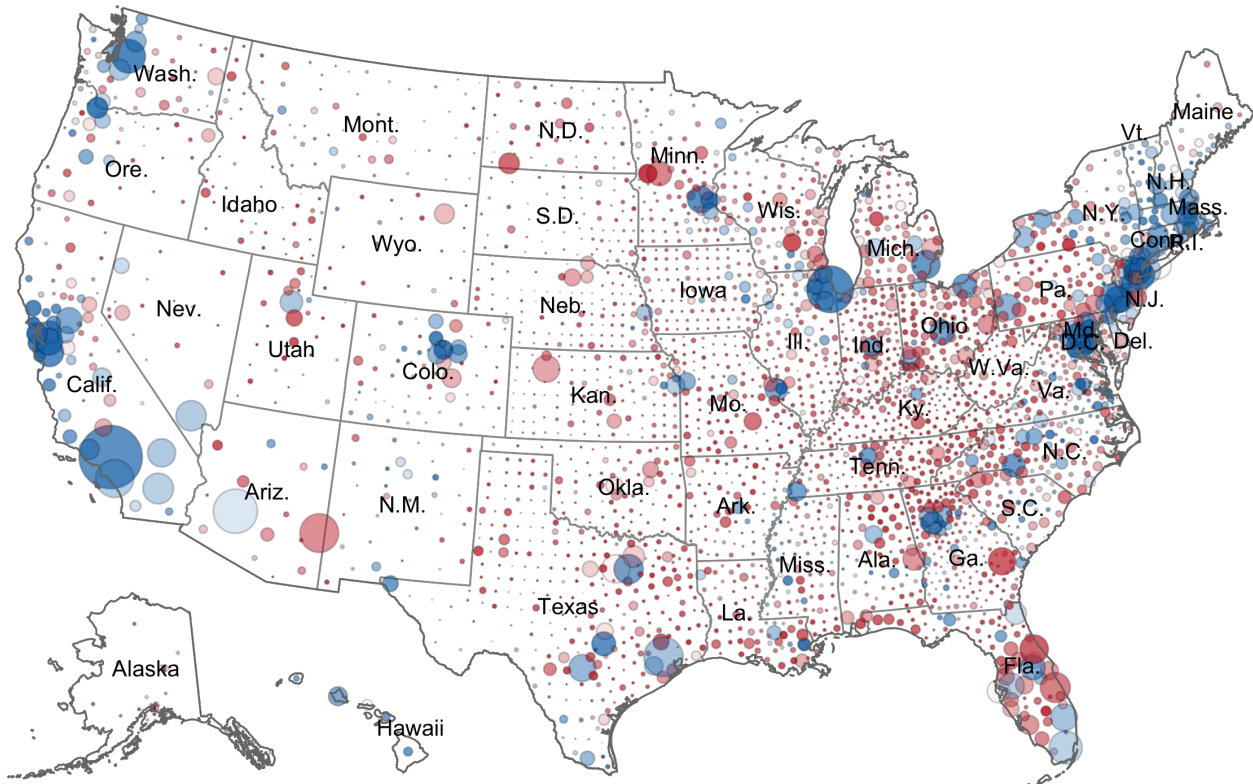 Wash.
Mont.
N.D.
Minn.
Maine
Vt.
Ore.
Idaho
S.D.
Wis.
Mich.
N.Y.
N.H.
Mass.
Wyo.
Conn.
R.I.
Nev.
Utah
Colo.
Neb.
Iowa
Ill.
Ind.
Ohio
Pa.
N.J.
Md.
D.C.
Del.
Calif.
Kan.
Mo.
Ky.
W.Va.
Va.
Ariz.
N.M.
Okla.
Ark.
Tenn.
N.C.
S.C.
Texas
La.
Miss.
Ala.
Ga.
Fla.
Alaska
Hawaii